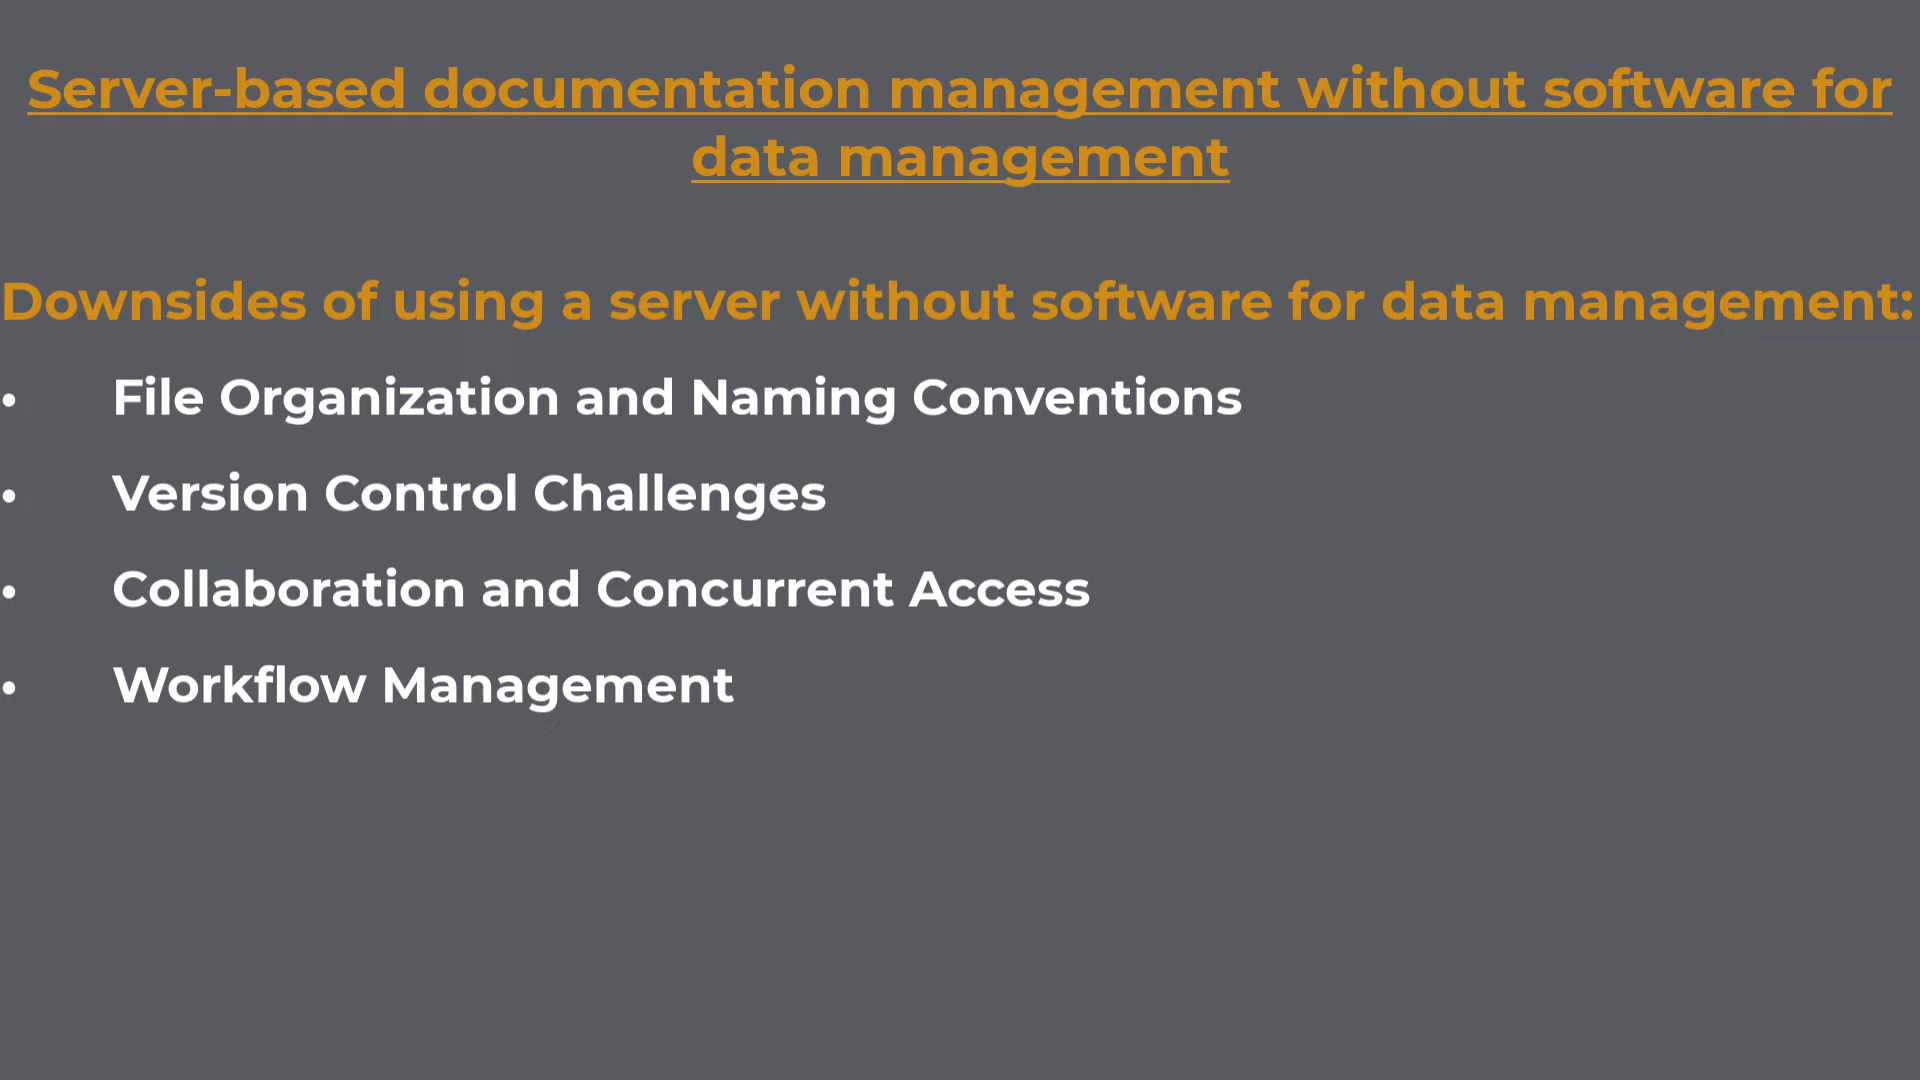 Server-based documentation management without software for
data management
Downsides of using a server without software for data management:
• File Organization and Naming Conventions
• Version Control Challenges
• Collaboration and Concurrent Access
• Workflow Management